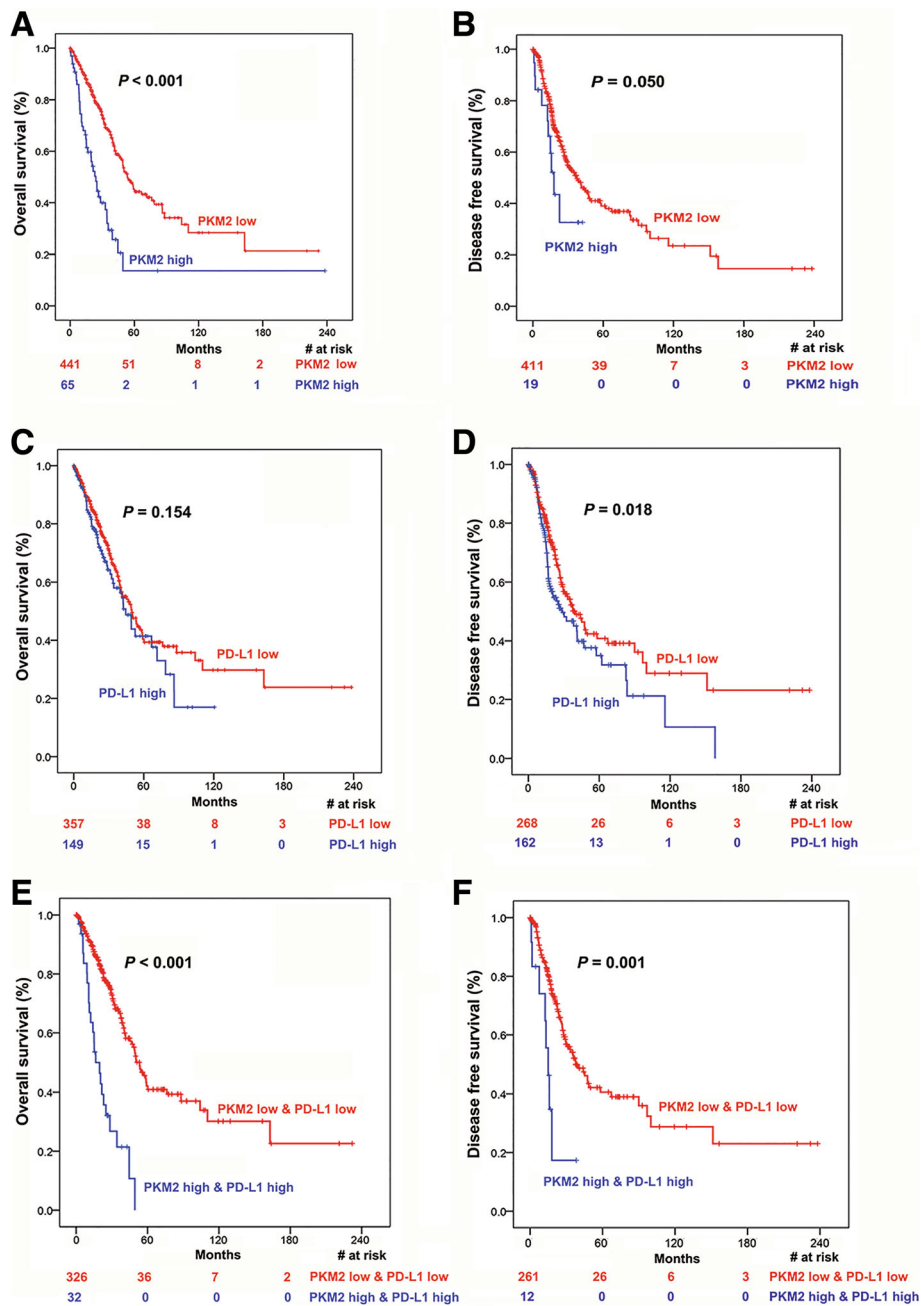 A
Overall survival (%)
1.0
0.8
0.6
0.4
0.2
0.0
P < 0.001
PKM2 low
PKM2 high
0 60 120 180 240
Months # at risk
441 51 8 2 PKM2 low
65 2 1 1 PKM2 high
B
Disease free survival (%)
1.0
0.8
0.6
0.4
0.2
0.0
P = 0.050
PKM2 low
PKM2 high
0 60 120 180 240
Months # at risk
411 39 7 3 PKM2 low
19 0 0 0 PKM2 high
C
Overall survival (%)
1.0
0.8
0.6
0.4
0.2
0.0
P = 0.154
PD-L1 low
PD-L1 high
0 60 120 180 240
Months # at risk
357 38 8 3 PD-L1 low
149 15 1 0 PD-L1 high
D
Disease free survival (%)
1.0
0.8
0.6
0.4
0.2
0.0
P = 0.018
PD-L1 low
PD-L1 high
0 60 120 180 240
Months # at risk
268 26 6 3 PD-L1 low
162 13 1 0 PD-L1 high
E
Overall survival (%)
1.0
0.8
0.6
0.4
0.2
0.0
P < 0.001
PKM2 low & PD-L1 low
PKM2 high & PD-L1 high
0 60 120 180 240
Months # at risk
326 36 7 2 PKM2 low & PD-L1 low
32 0 0 0 PKM2 high & PD-L1 high
F
Disease free survival (%)
1.0
0.8
0.6
0.4
0.2
0.0
P = 0.001
PKM2 low & PD-L1 low
PKM2 high & PD-L1 high
0 60 120 180 240
Months # at risk
261 26 6 3 PKM2 low & PD-L1 low
12 0 0 0 PKM2 high & PD-L1 high